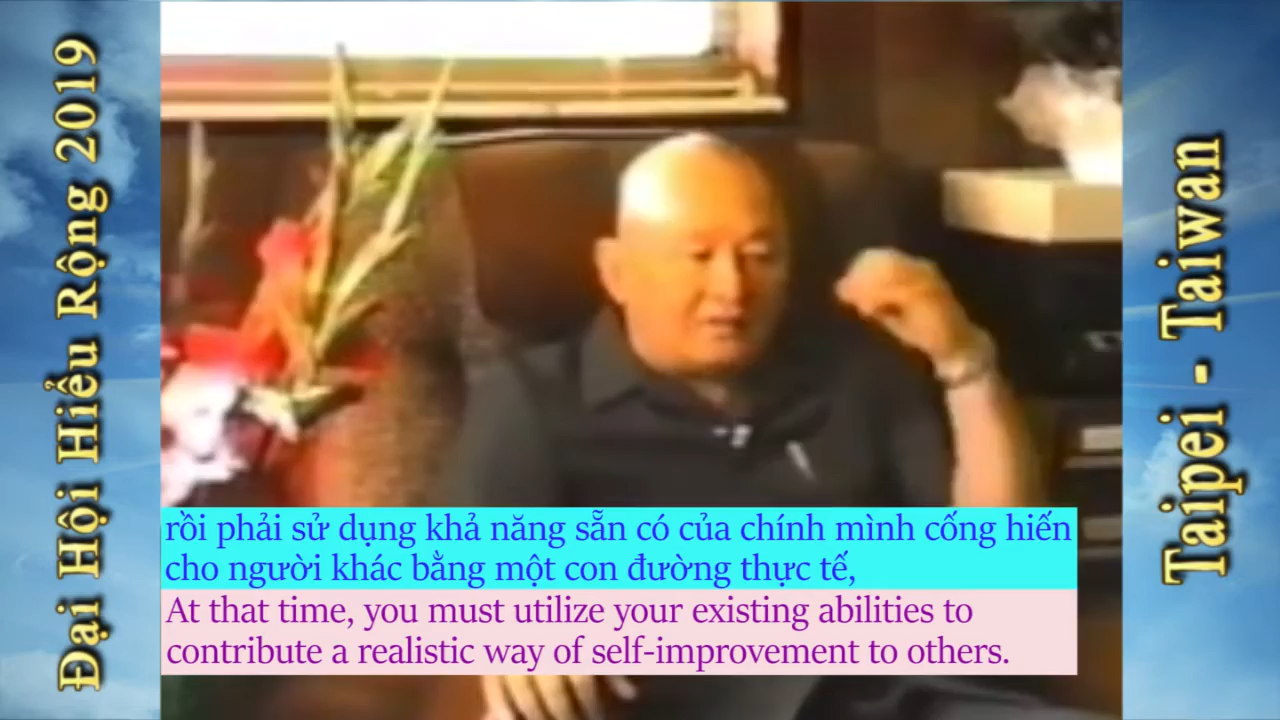 Đại Hội Hiểu Rộng 2019
rồi phải sử dụng khả năng sẵn có của chính mình cống hiến
cho người khác bằng một con đường thực tế,
At that time, you must utilize your existing abilities to
contribute a realistic way of self-improvement to others.
Taipei - Taiwan